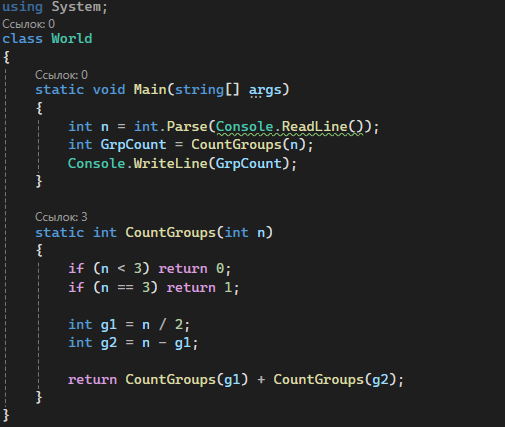 using System;
Ссылок: 0
class World
{
Ссылок: 0
static void Main(string[] args)
{
int n = int.Parse(Console.ReadLine());
int GrpCount = CountGroups(n);
Console.WriteLine(GrpCount);
}
Ссылок: 3
static int CountGroups(int n)
{
if (n < 3) return 0;
if (n == 3) return 1;
int g1 = n / 2;
int g2 = n - g1;
return CountGroups(g1) + CountGroups(g2);
}
}